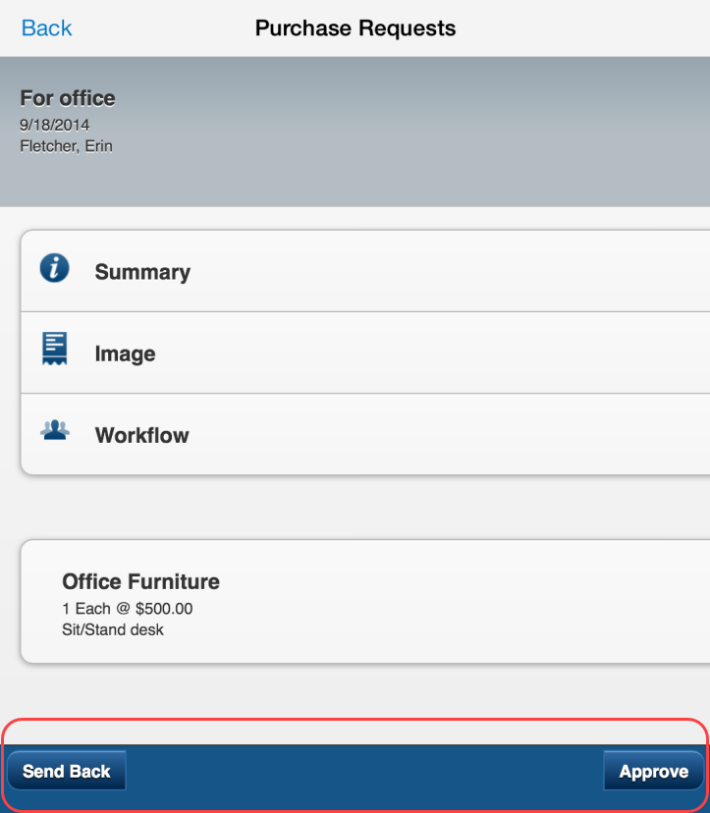 Back
Purchase Requests
For office
9/18/2014
Fletcher, Erin
Summary
Image
Workflow
Office Furniture
1 Each @ $500.00
Sit/Stand desk
Send Back
Approve